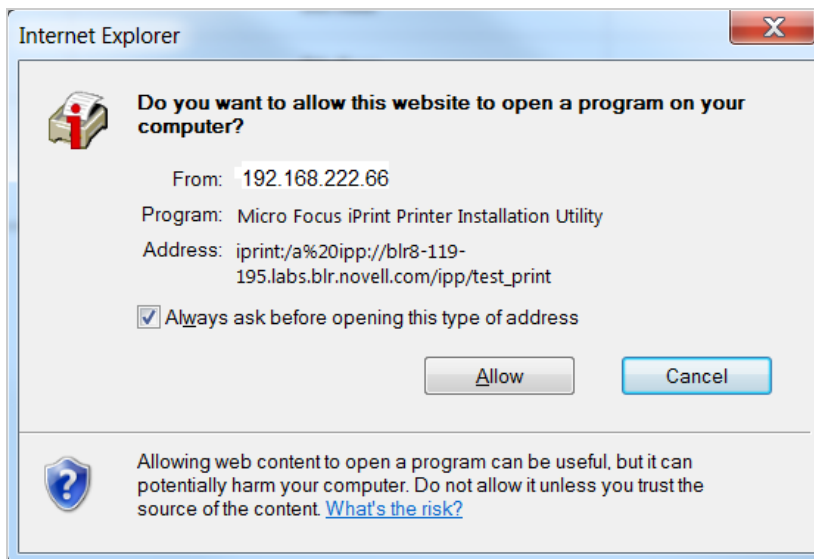 Internet Explorer
X
Do you want to allow this website to open a program on your
computer?
From: 192.168.222.66
Program: Micro Focus iPrint Printer Installation Utility
Address: iprint:/a%20ipp://blr8-119-
195.labs.blr.novell.com/ipp/test_print
Always ask before opening this type of address
Allow Cancel
Allowing web content to open a program can be useful, but it can
potentially harm your computer. Do not allow it unless you trust the
source of the content. What's the risk?